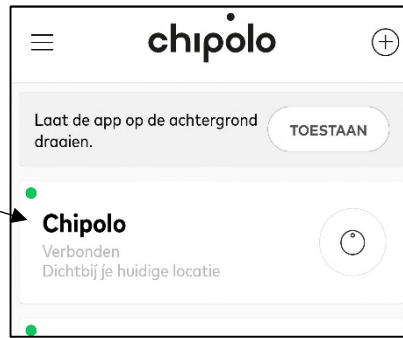 chipolo
Laat de app op de achtergrond
draaien.
TOESTAAN
Chipolo
Verbonden
Dichtbij je huidige locatie